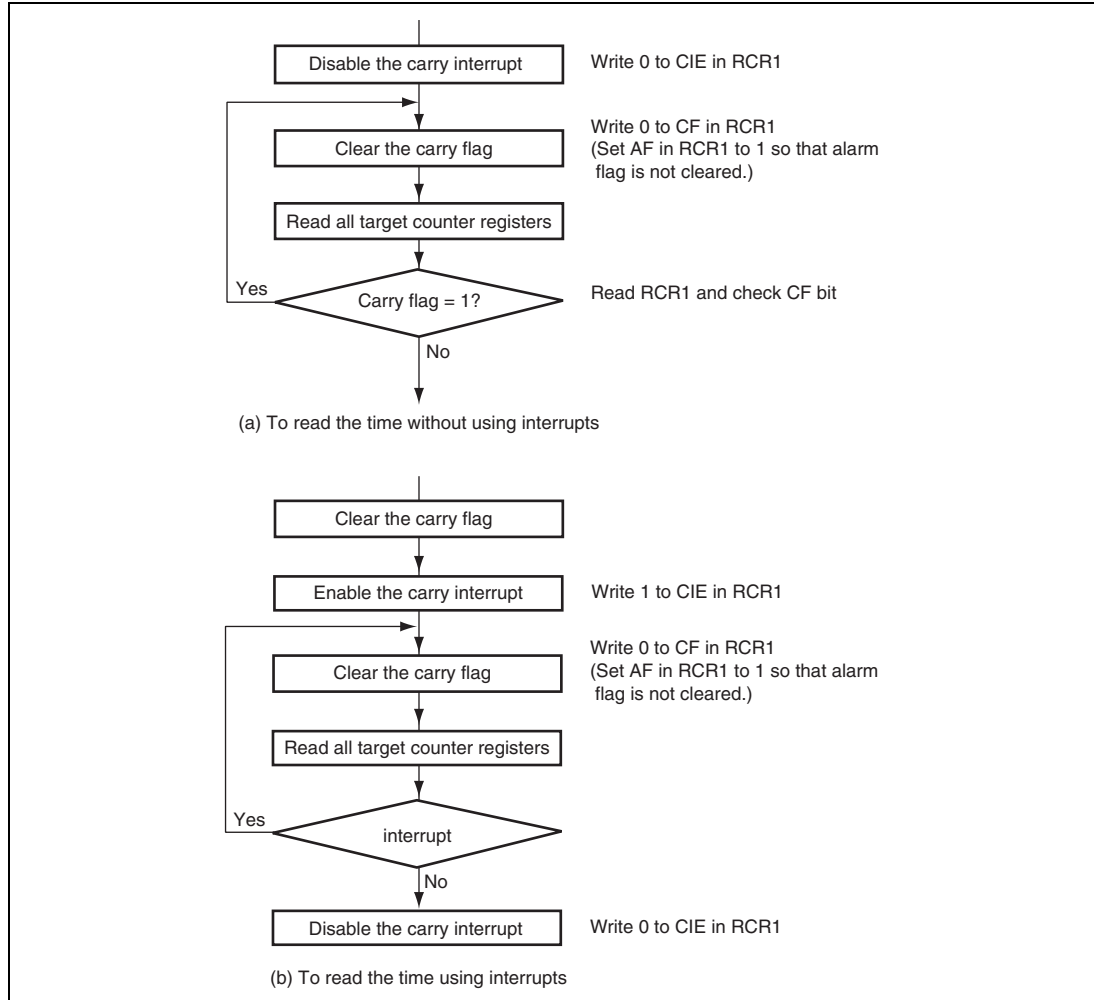 Disable the carry interrupt
Write 0 to CIE in RCR1
Clear the carry flag
Write 0 to CF in RCR1
(Set AF in RCR1 to 1 so that alarm
flag is not cleared.)
Read all target counter registers
Yes
Carry flag = 1?
Read RCR1 and check CF bit
No
(a) To read the time without using interrupts
Clear the carry flag
Enable the carry interrupt
Write 1 to CIE in RCR1
Clear the carry flag
Write 0 to CF in RCR1
(Set AF in RCR1 to 1 so that alarm
flag is not cleared.)
Read all target counter registers
Yes
interrupt
No
Disable the carry interrupt
Write 0 to CIE in RCR1
(b) To read the time using interrupts